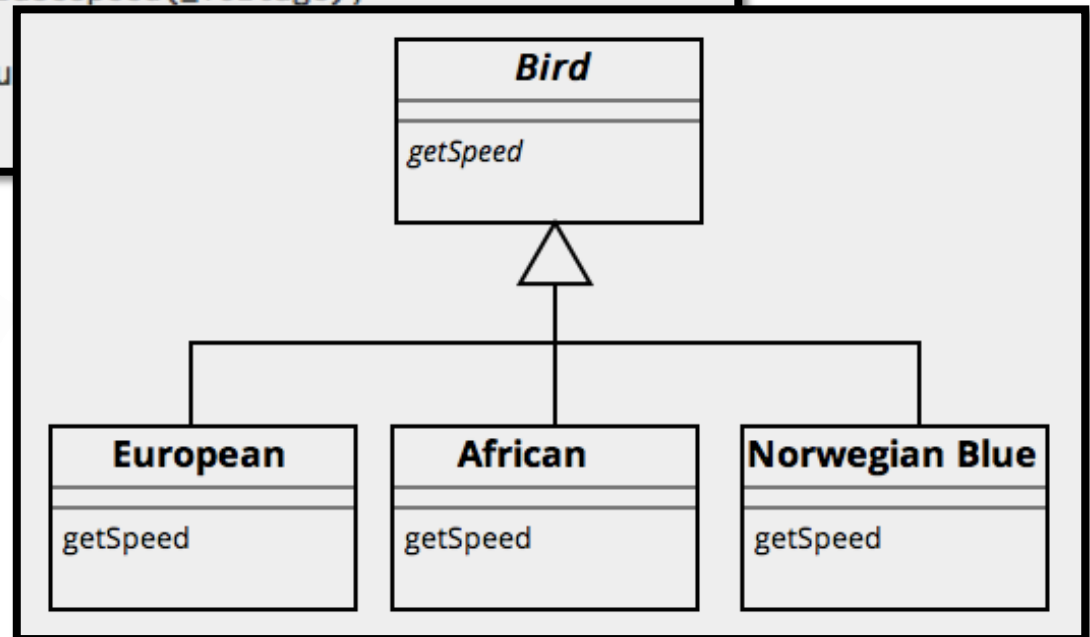 Bird
getSpeed
European
African
Norwegian Blue
getSpeed
getSpeed
getSpeed